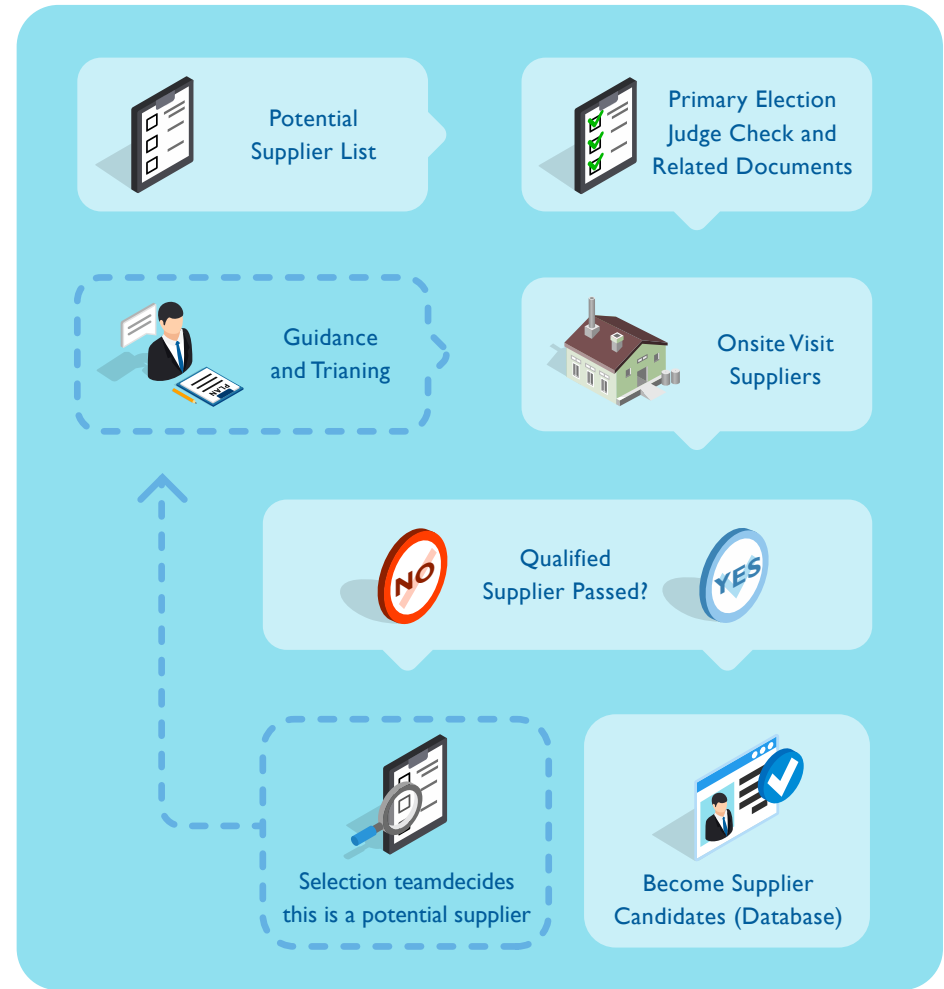 Potential
Supplier List
Primary Election
Judge Check and
Related Documents
Guidance
and Trianing
PLAN
Onsite Visit
Suppliers
NO
Qualified
Supplier Passed?
YES
Selection teamdecides
this is a potential supplier
Become Supplier
Candidates (Database)